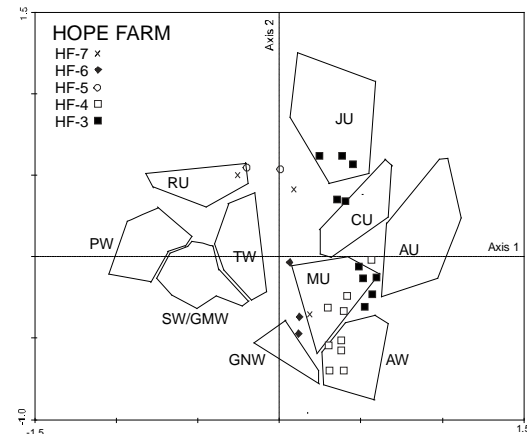 1.5
Axis 2
HOPE FARM
HF-7
HF-6
HF-5
HF-4
HF-3
JU
RU
CU
PW
TW
AU
Axis 1
MU
SW/GMW
GNW
AW
-1.0
-1.5
1.5